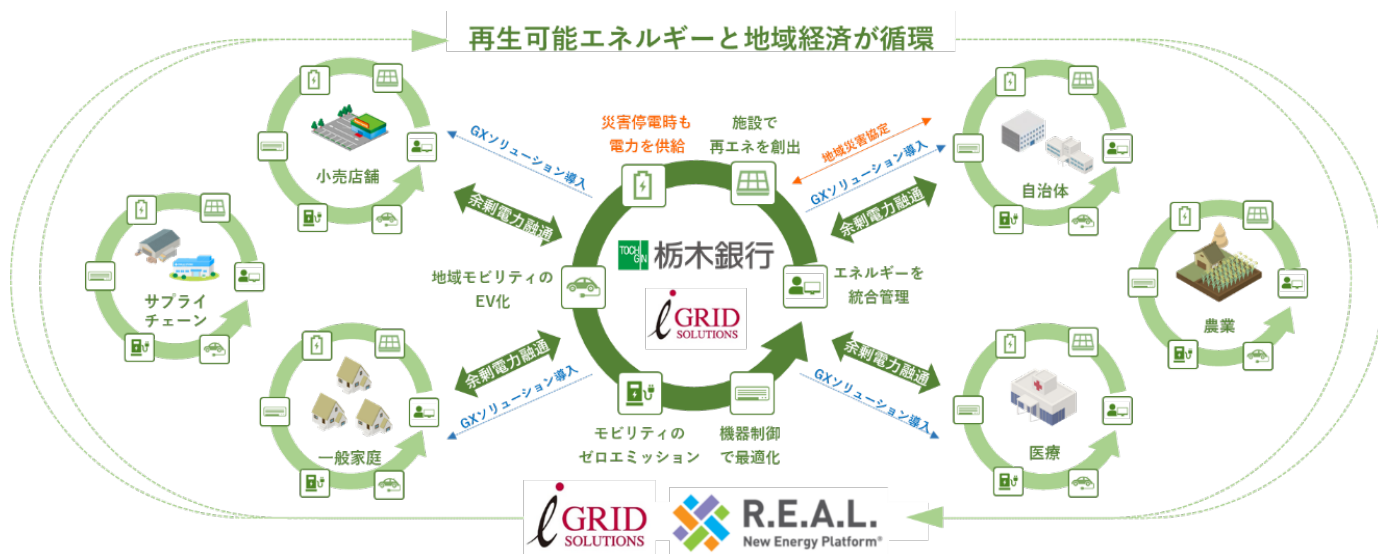 再生可能エネルギーと地域経済が循環
災害停電時も
電力を供給
施設で
再エネを創出
地域災害協定
GXソリューション導入
GXソリューション導入
小売店舗
自治体
余剰電力融通
余剰電力融通
TOCHI
GIN
栃木銀行
地域モビリティの
EV化
エネルギーを
統合管理
サプライ
チェーン
農業
i GRID
SOLUTIONS
余剰電力融通
余剰電力融通
GXソリューション導入
GXソリューション導入
一般家庭
医療
モビリティの
ゼロエミッション
機器制御
で最適化
i GRID
SOLUTIONS
R.E.A.L.
New Energy Platform®